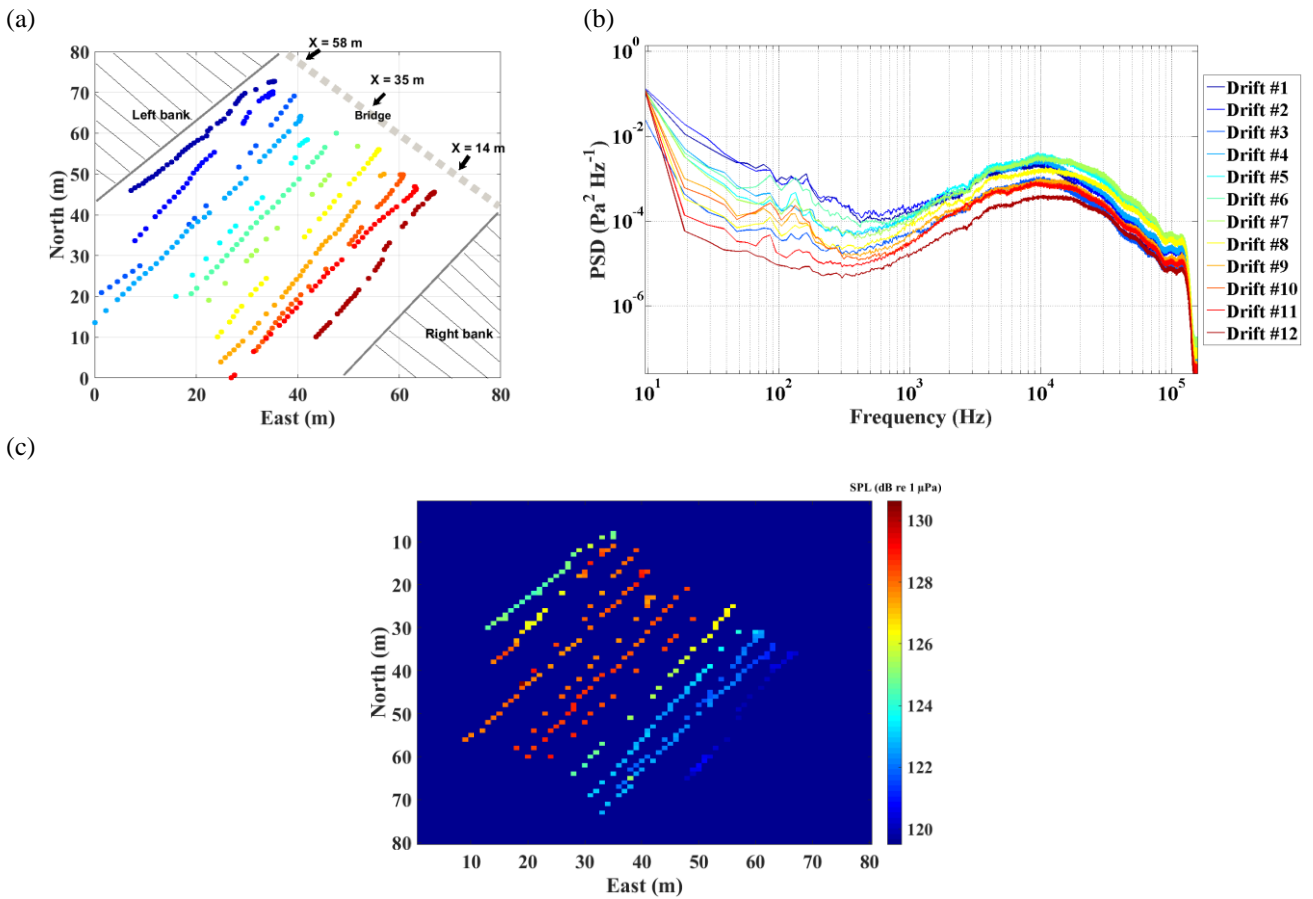 (a)
80
70
60
50
40
30
20
10
0
North (m)
0
20
40
60
80
East (m)
X = 58 m
X = 35 m
Bridge
X = 14 m
Left bank
Right bank
(b)
10^0
10^-2
10^-4
10^-6
PSD (Pa^2 Hz^-1)
10^1
10^2
10^3
10^4
10^5
Frequency (Hz)
Drift #1
Drift #2
Drift #3
Drift #4
Drift #5
Drift #6
Drift #7
Drift #8
Drift #9
Drift #10
Drift #11
Drift #12
(c)
SPL (dB re 1 µPa)
10
20
30
40
50
60
70
80
North (m)
10
20
30
40
50
60
70
80
East (m)
130
128
126
124
122
120